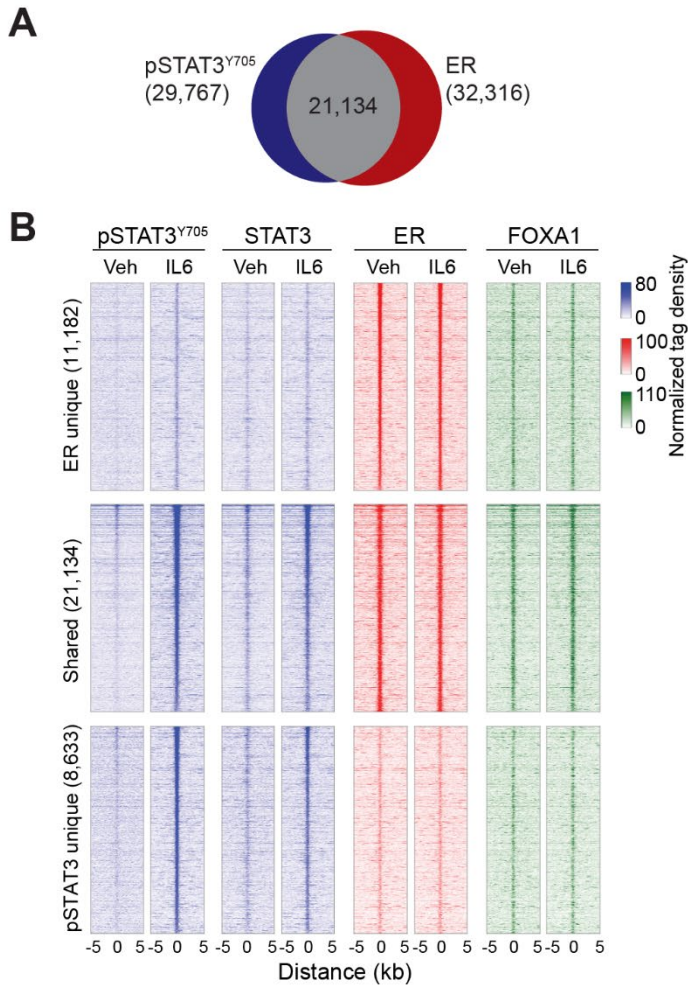 A
pSTAT3Y705
(29,767)
21,134
ER
(32,316)
B
pSTAT3Y705 STAT3 ER FOXA1
Veh IL6 Veh IL6 Veh IL6 Veh IL6
80
0
100
0
110
0
Normalized tag density
ER unique (11,182)
Shared (21,134)
pSTAT3 unique (8,633)
-5 0 5 -5 0 5 -5 0 5 -5 0 5 -5 0 5 -5 0 5 -5 0 5 -5 0 5
Distance (kb)